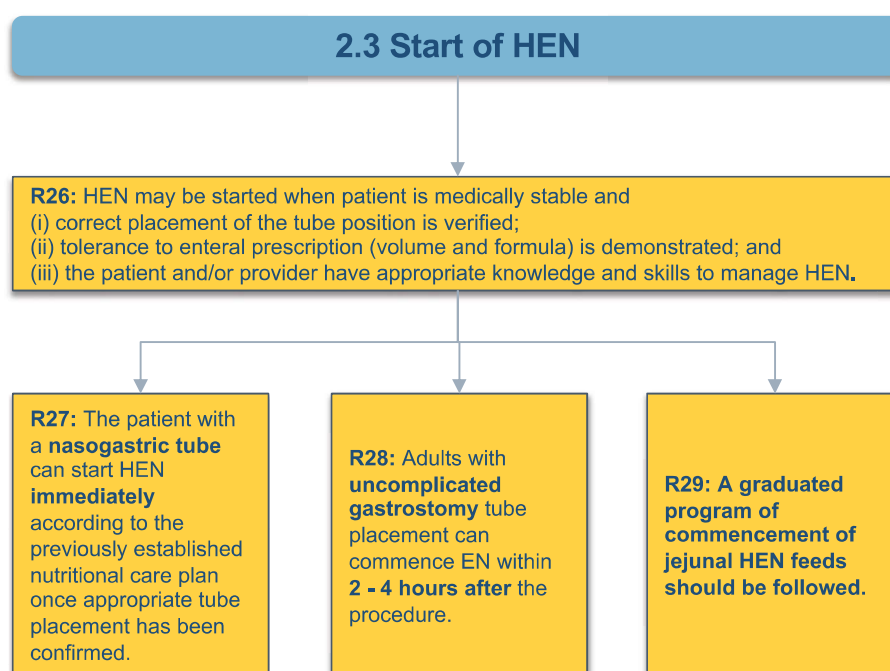 2.3 Start of HEN
R26: HEN may be started when patient is medically stable and
(i) correct placement of the tube position is verified;
(ii) tolerance to enteral prescription (volume and formula) is demonstrated; and
(iii) the patient and/or provider have appropriate knowledge and skills to manage HEN.
R27: The patient with
a nasogastric tube
can start HEN
immediately
according to the
previously established
nutritional care plan
once appropriate tube
placement has been
confirmed.
R28: Adults with
uncomplicated
gastrostomy tube
placement can
commence EN within
2 - 4 hours after the
procedure.
R29: A graduated
program of
commencement of
jejunal HEN feeds
should be followed.